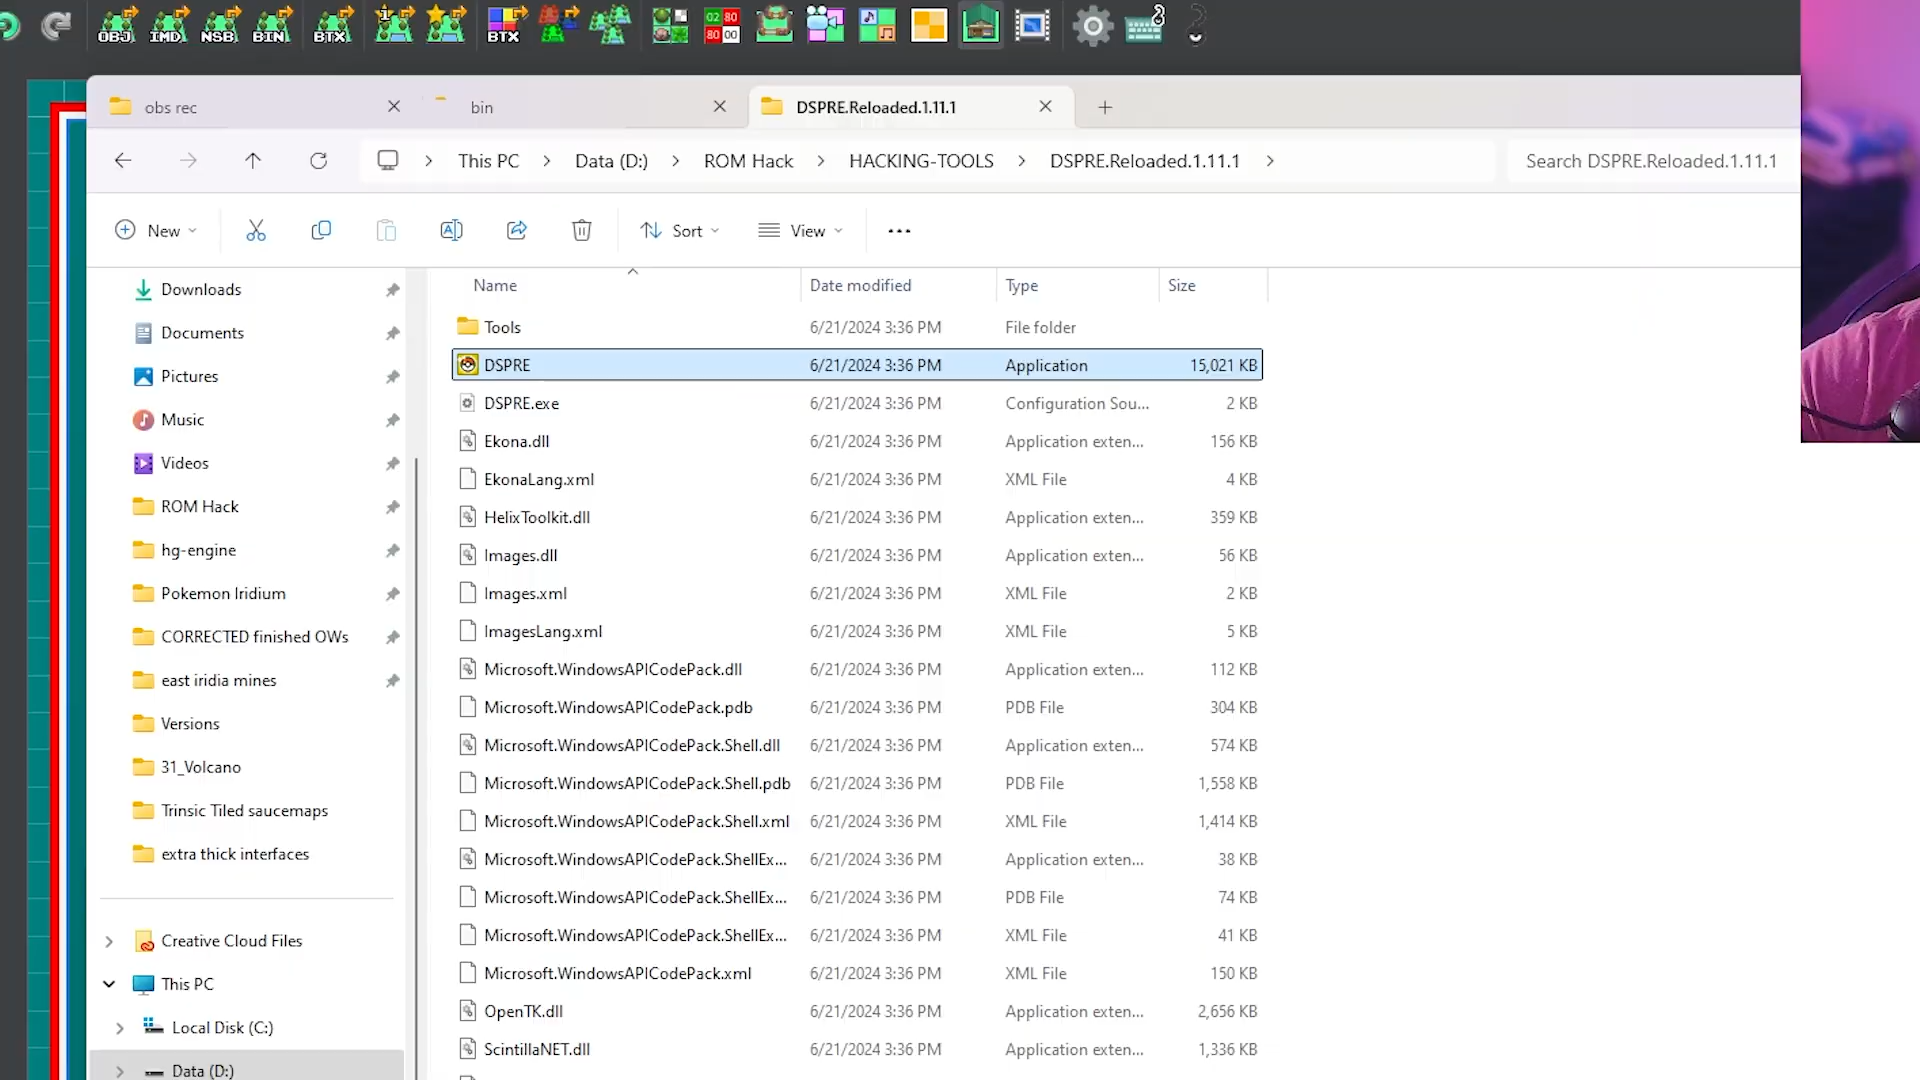 OBJ IMD NSB BIN BTX 1 BTX 02 80 80 00
obs rec
bin
DSPRE.Reloaded.1.11.1
This PC > Data (D:) > ROM Hack > HACKING-TOOLS > DSPRE.Reloaded.1.11.1 >
Search DSPRE.Reloaded.1.11.1
New
Sort
View
Downloads
Documents
Pictures
Music
Videos
ROM Hack
hg-engine
Pokemon Iridium
CORRECTED finished OWs
east iridia mines
Versions
31_Volcano
Trinsic Tiled saucemaps
extra thick interfaces
Creative Cloud Files
This PC
Local Disk (C:)
Data (D:)
Name Date modified Type Size
Tools 6/21/2024 3:36 PM File folder
DSPRE 6/21/2024 3:36 PM Application 15,021 KB
DSPRE.exe 6/21/2024 3:36 PM Configuration Sou... 2 KB
Ekona.dll 6/21/2024 3:36 PM Application exten... 156 KB
EkonaLang.xml 6/21/2024 3:36 PM XML File 4 KB
HelixToolkit.dll 6/21/2024 3:36 PM Application exten... 359 KB
Images.dll 6/21/2024 3:36 PM Application exten... 56 KB
Images.xml 6/21/2024 3:36 PM XML File 2 KB
ImagesLang.xml 6/21/2024 3:36 PM XML File 5 KB
Microsoft.WindowsAPICodePack.dll 6/21/2024 3:36 PM Application exten... 112 KB
Microsoft.WindowsAPICodePack.pdb 6/21/2024 3:36 PM PDB File 304 KB
Microsoft.WindowsAPICodePack.Shell.dll 6/21/2024 3:36 PM Application exten... 574 KB
Microsoft.WindowsAPICodePack.Shell.pdb 6/21/2024 3:36 PM PDB File 1,558 KB
Microsoft.WindowsAPICodePack.Shell.xml 6/21/2024 3:36 PM XML File 1,414 KB
Microsoft.WindowsAPICodePack.ShellEx... 6/21/2024 3:36 PM Application exten... 38 KB
Microsoft.WindowsAPICodePack.ShellEx... 6/21/2024 3:36 PM PDB File 74 KB
Microsoft.WindowsAPICodePack.ShellEx... 6/21/2024 3:36 PM XML File 41 KB
Microsoft.WindowsAPICodePack.xml 6/21/2024 3:36 PM XML File 150 KB
OpenTK.dll 6/21/2024 3:36 PM Application exten... 2,656 KB
ScintillaNET.dll 6/21/2024 3:36 PM Application exten... 1,336 KB